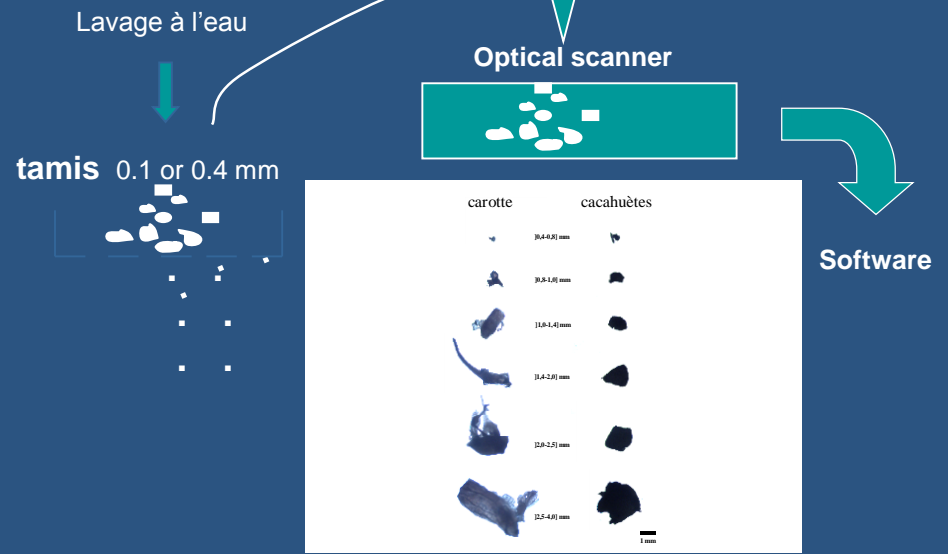 Lavage à l'eau
tamis 0.1 or 0.4 mm
Optical scanner
Software
carotte cacahuètes
]0,4-0,8] mm
]0,8-1,0] mm
]1,0-1,4] mm
]1,4-2,0] mm
]2,0-2,5] mm
]2,5-4,0] mm
1 mm